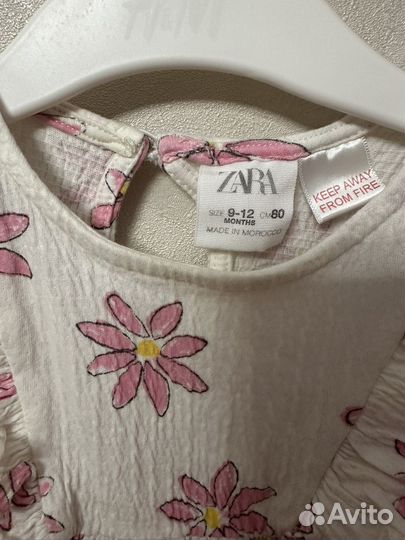 H&M
ZARA
SIZE 9-12 CM 80
MONTHS
MADE IN MOROCCO
KEEP AWAY
FROM FIRE
Avito